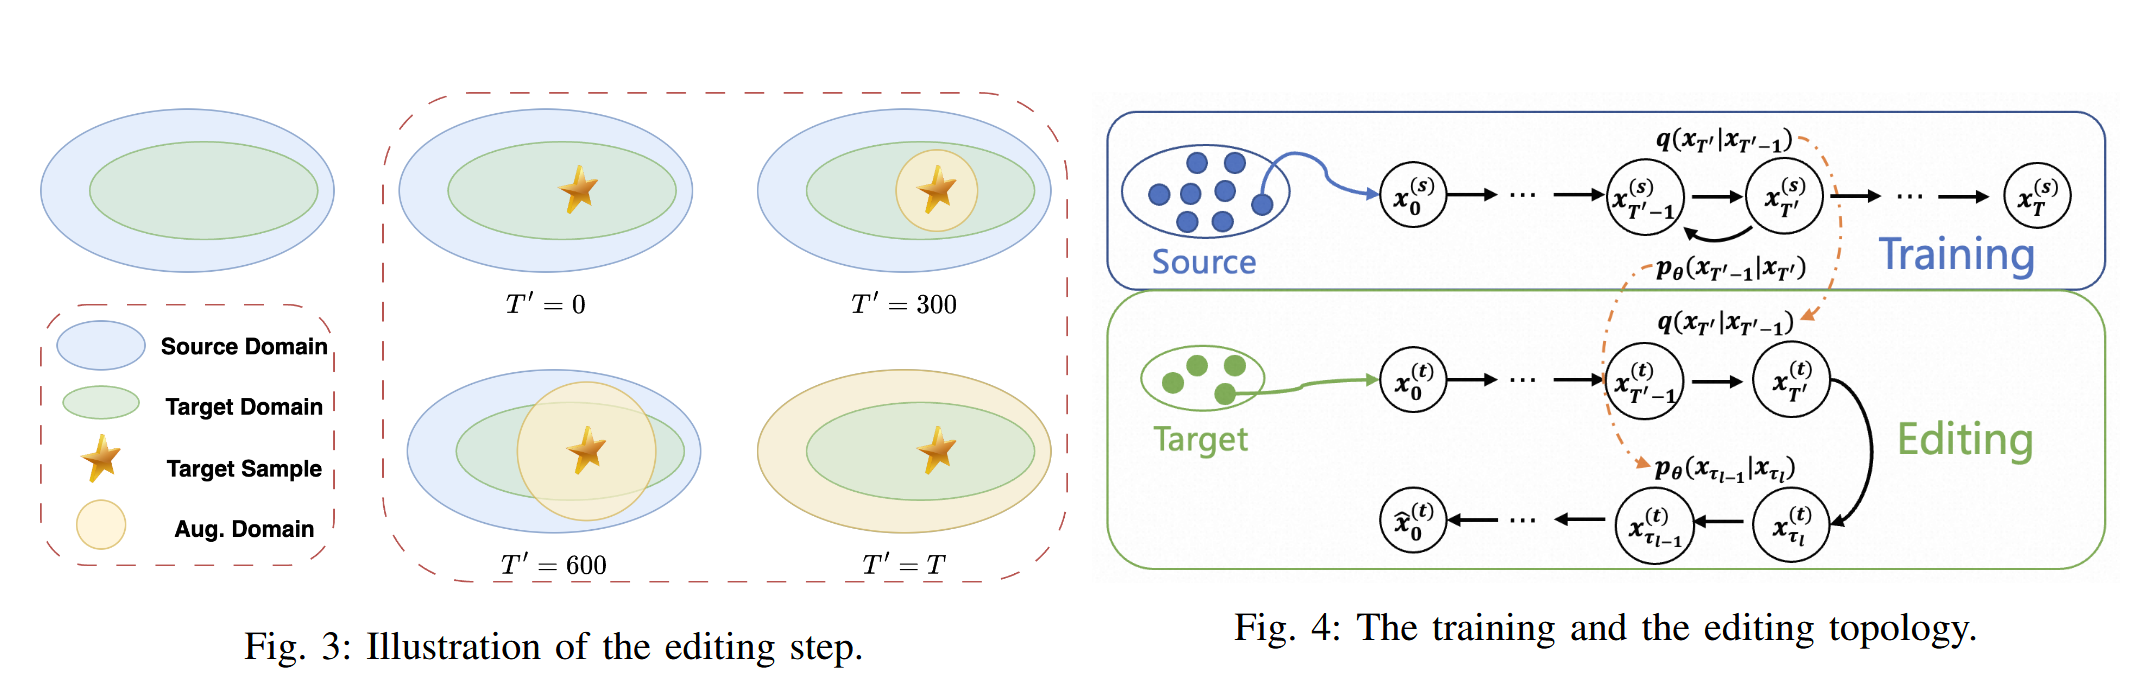 Source Domain
Target Domain
Target Sample
Aug. Domain
T′ = 0
T′ = 300
T′ = 600
T′ = T
Fig. 3: Illustration of the editing step.
q(x_{T′}|x_{T′−1})
x_0^{(s)} ... x_{T′−1}^{(s)} x_{T′}^{(s)} ... x_T^{(s)}
Source
p_θ(x_{T′−1}|x_{T′})
Training
q(x_{T′}|x_{T′−1})
x_0^{(t)} ... x_{T′−1}^{(t)} x_{T′}^{(t)}
Target
Editing
p_θ(x_{τ_{l−1}}|x_{τ_l})
x̂_0^{(t)} ... x_{τ_{l−1}}^{(t)} x_{τ_l}^{(t)}
Fig. 4: The training and the editing topology.